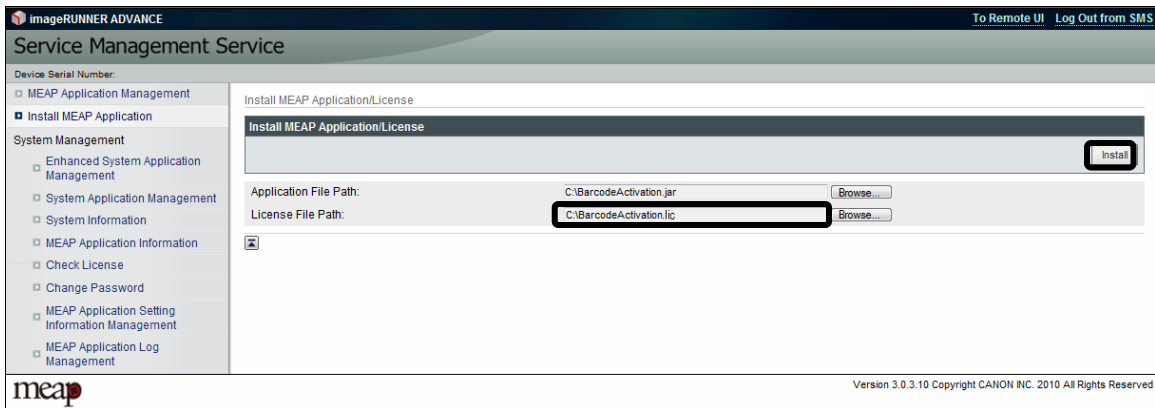 imageRUNNER ADVANCE
To Remote UI Log Out from SMS
Service Management Service
Device Serial Number:
MEAP Application Management
Install MEAP Application
System Management
Enhanced System Application
Management
System Application Management
System Information
MEAP Application Information
Check License
Change Password
MEAP Application Setting
Information Management
MEAP Application Log
Management
Install MEAP Application/License
Install MEAP Application/License
Install
Application File Path: C:\BarcodeActivation.jar Browse...
License File Path: C:\BarcodeActivation.lic Browse...
meap
Version 3.0.3.10 Copyright CANON INC. 2010 All Rights Reserved